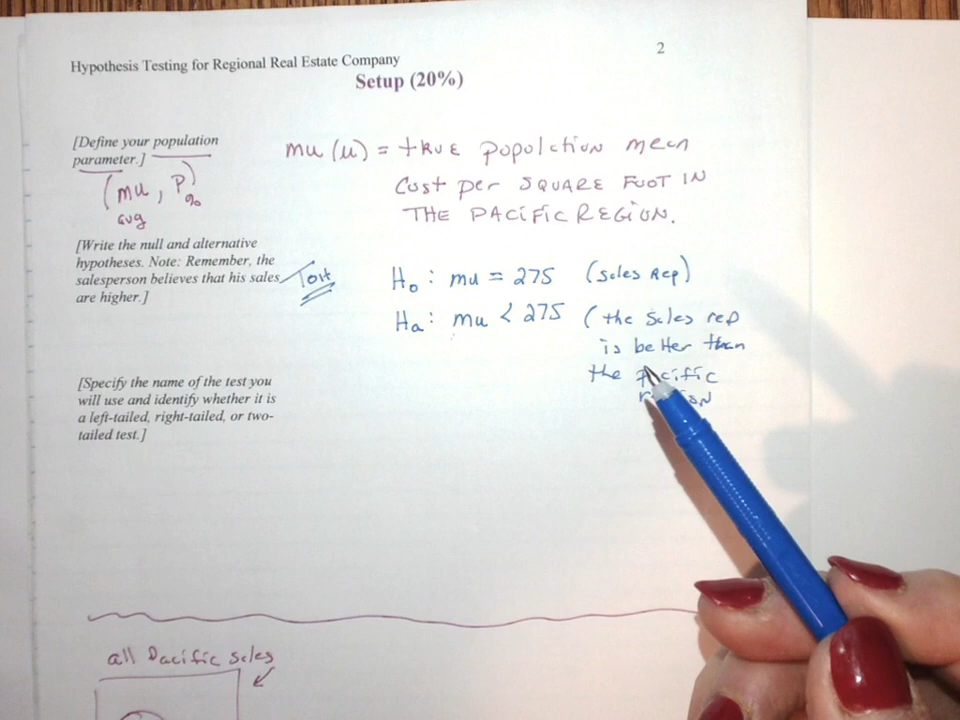 2
Hypothesis Testing for Regional Real Estate Company
Setup (20%)
[Define your population
parameter.]
(mu, P)
avg %
mu (μ) = TRUE popolction mean
Cost per SQUARE FOOT IN
THE PACIFIC REGION.
[Write the null and alternative
hypotheses. Note: Remember, the
salesperson believes that his sales
are higher.]
H₀: mu = 275 (sales Rep)
Ha: mu < 275 (the sales rep
is better than
the pacific
[Specify the name of the test you
will use and identify whether it is
a left-tailed, right-tailed, or two-
tailed test.]
all Pacific sales